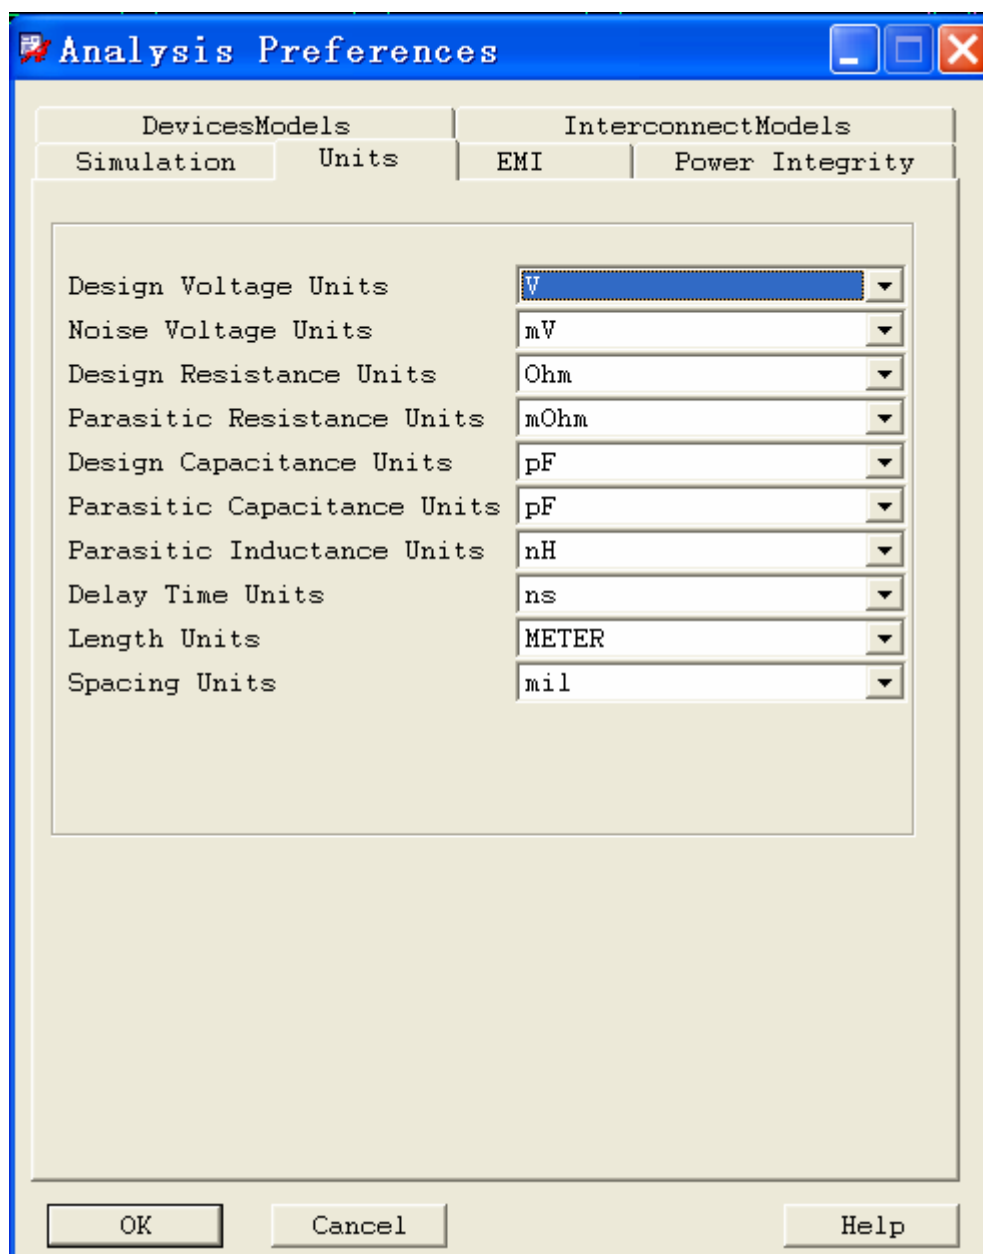 Analysis Preferences
DevicesModels InterconnectModels
Simulation Units EMI Power Integrity
Design Voltage Units V
Noise Voltage Units mV
Design Resistance Units Ohm
Parasitic Resistance Units mOhm
Design Capacitance Units pF
Parasitic Capacitance Units pF
Parasitic Inductance Units nH
Delay Time Units ns
Length Units METER
Spacing Units mil
OK Cancel Help